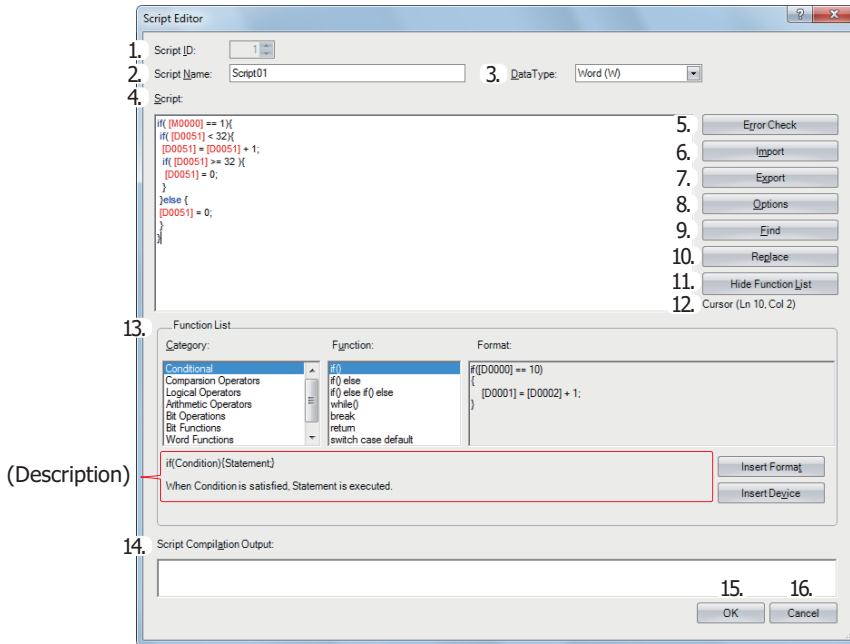 Script Editor
1. Script ID: 1
2. Script Name: Script01 3. DataType: Word (W)
4. Script:
if( [M0000] == 1){
if( [D0051] < 32){
[D0051] = [D0051] + 1;
if( [D0051] >= 32 ){
[D0051] = 0;
}
}else {
[D0051] = 0;
}
}
5. Error Check
6. Import
7. Export
8. Options
9. Find
10. Replace
11. Hide Function List
12. Cursor (Ln 10, Col 2)
13. Function List
Category: Function: Format:
Conditional
Comparsion Operators
Logical Operators
Arithmetic Operators
Bit Operations
Bit Functions
Word Functions
if()
if() else
if() else if() else
while()
break
return
switch case default
if([D0000] == 10)
{
[D0001] = [D0002] + 1;
}
(Description)
if(Condition){Statement;}
When Condition is satisfied, Statement is executed.
Insert Format
Insert Device
14. Script Compilation Output:
15. 16.
OK Cancel